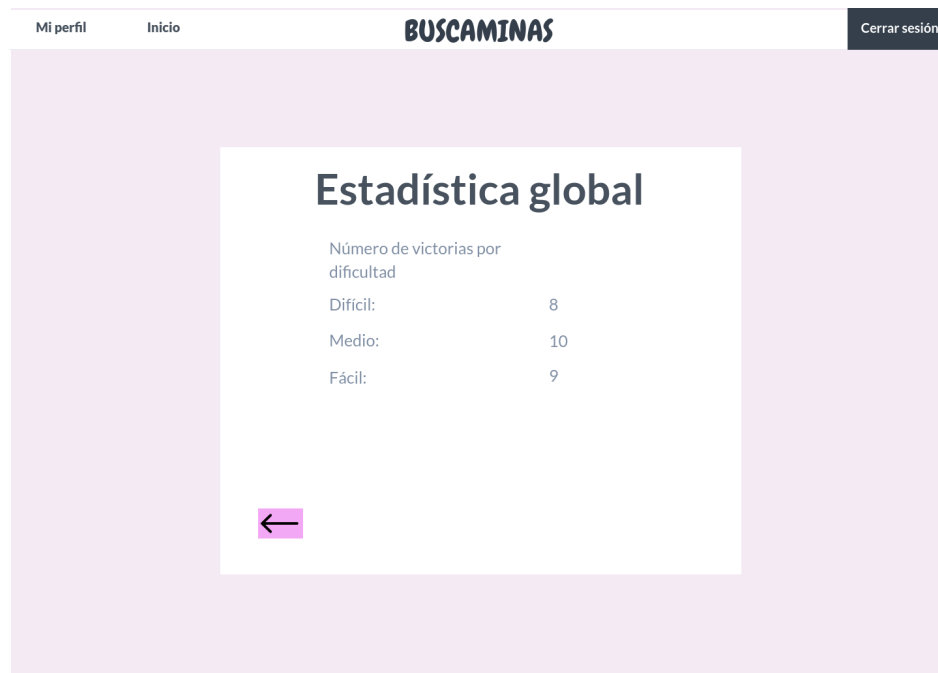 Mi perfil
Inicio
BUSCAMINAS
Cerrar sesión
Estadística global
Número de victorias por
dificultad
Difícil: 8
Medio: 10
Fácil: 9